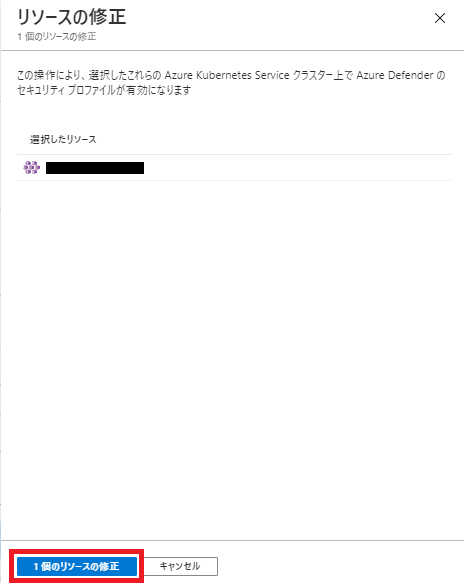 リソースの修正
1 個のリソースの修正
この操作により、選択したこれらの Azure Kubernetes Service クラスター上で Azure Defender の
セキュリティ プロファイルが有効になります
選択したリソース
1 個のリソースの修正
キャンセル